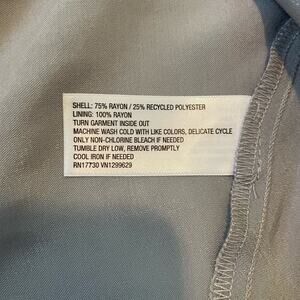 SHELL: 75% RAYON / 25% RECYCLED POLYESTER
LINING: 100% RAYON
TURN GARMENT INSIDE OUT
MACHINE WASH COLD WITH LIKE COLORS, DELICATE CYCLE
ONLY NON-CHLORINE BLEACH IF NEEDED
TUMBLE DRY LOW, REMOVE PROMPTLY
COOL IRON IF NEEDED
RN17730 VN1299629